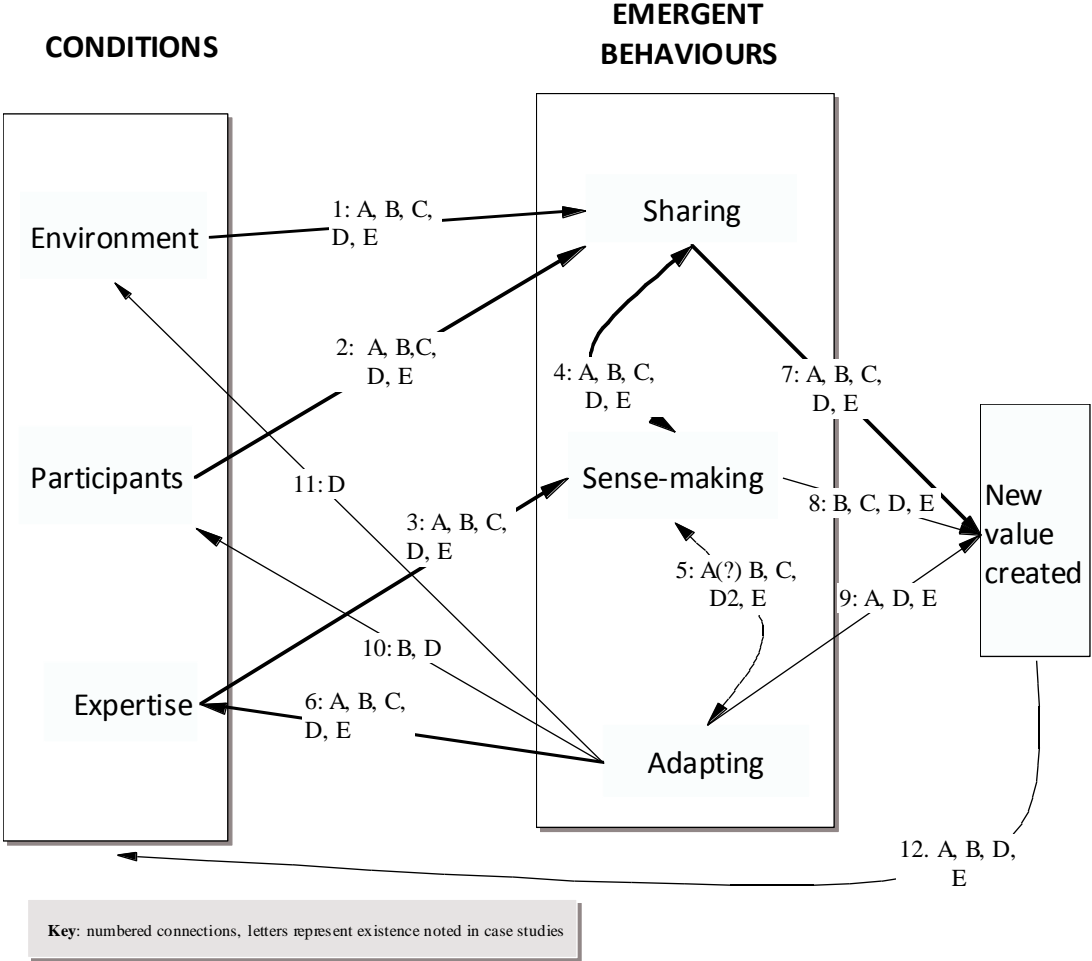 CONDITIONS
EMERGENT
BEHAVIOURS
Environment
1: A, B, C,
D, E
Sharing
2:  A, B,C,
D, E
4: A, B, C,
D, E
7: A, B, C,
D, E
Participants
11: D
Sense-making
3: A, B, C,
D, E
8: B, C, D, E
New
value
created
5: A(?) B, C,
D2, E
9: A, D, E
10: B, D
Expertise
6: A, B, C,
D, E
Adapting
12. A, B, D,
E
Key: numbered connections, letters represent existence noted in case studies